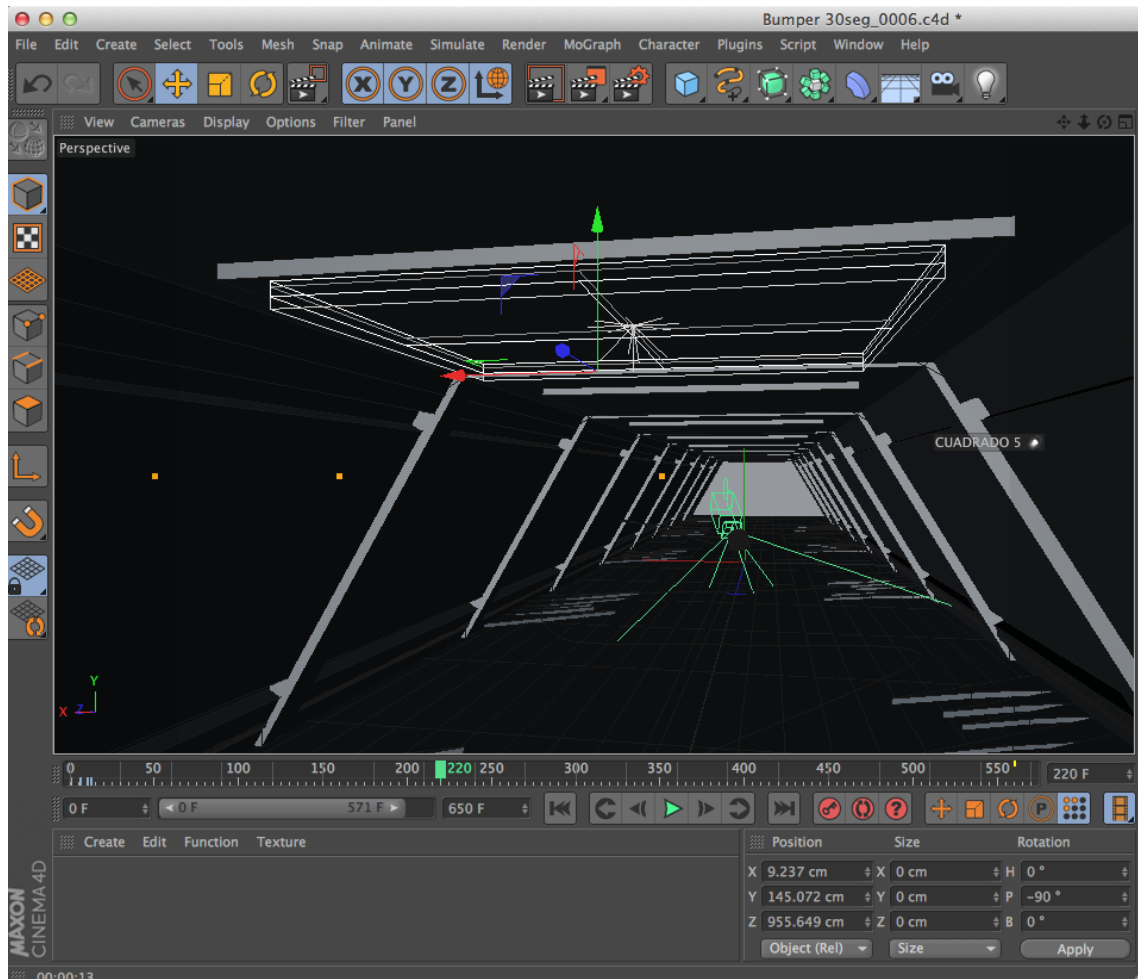 Bumper 30seg_0006.c4d *
File Edit Create Select Tools Mesh Snap Animate Simulate Render MoGraph Character Plugins Script Window Help
X Y Z
View Cameras Display Options Filter Panel
Perspective
CUADRADO 5
Y
X Z
0 50 100 150 200 220 250 300 350 400 450 500 550 220 F
0 F 0 F 571 F 650 F ? P
Create Edit Function Texture
Position Size Rotation
X 9.237 cm X 0 cm H 0 °
Y 145.072 cm Y 0 cm P -90 °
Z 955.649 cm Z 0 cm B 0 °
Object (Rel) Size Apply
MAXON
CINEMA 4D
00:00:13